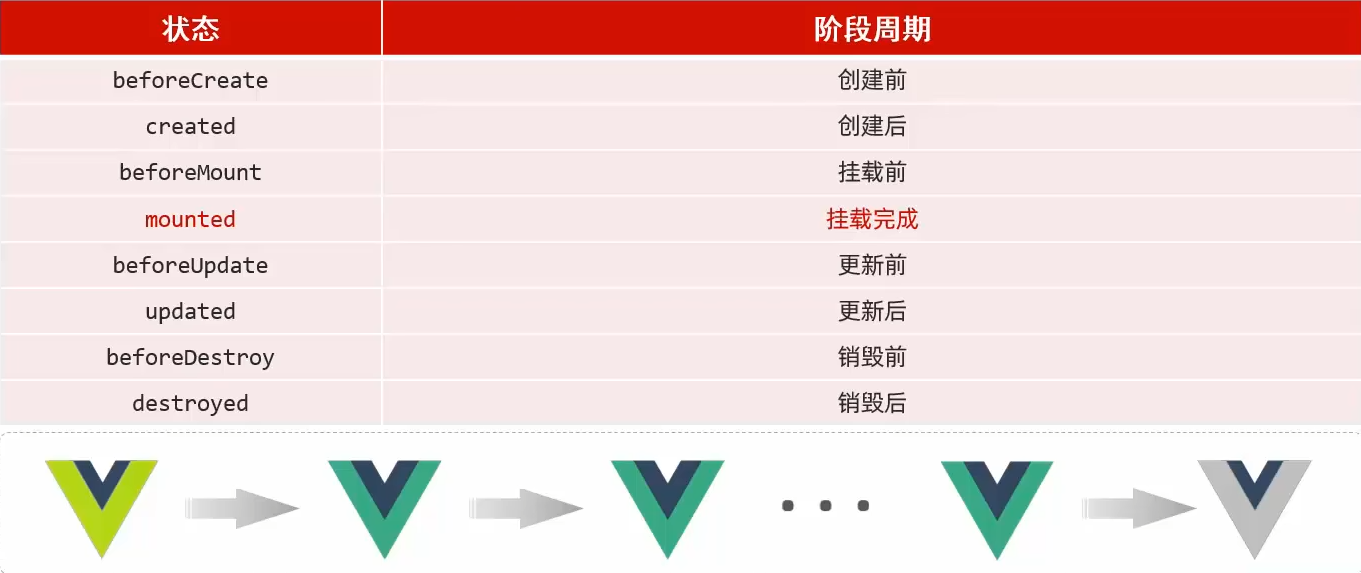 状态 阶段周期
beforeCreate 创建前
created 创建后
beforeMount 挂载前
mounted 挂载完成
beforeUpdate 更新前
updated 更新后
beforeDestroy 销毁前
destroyed 销毁后